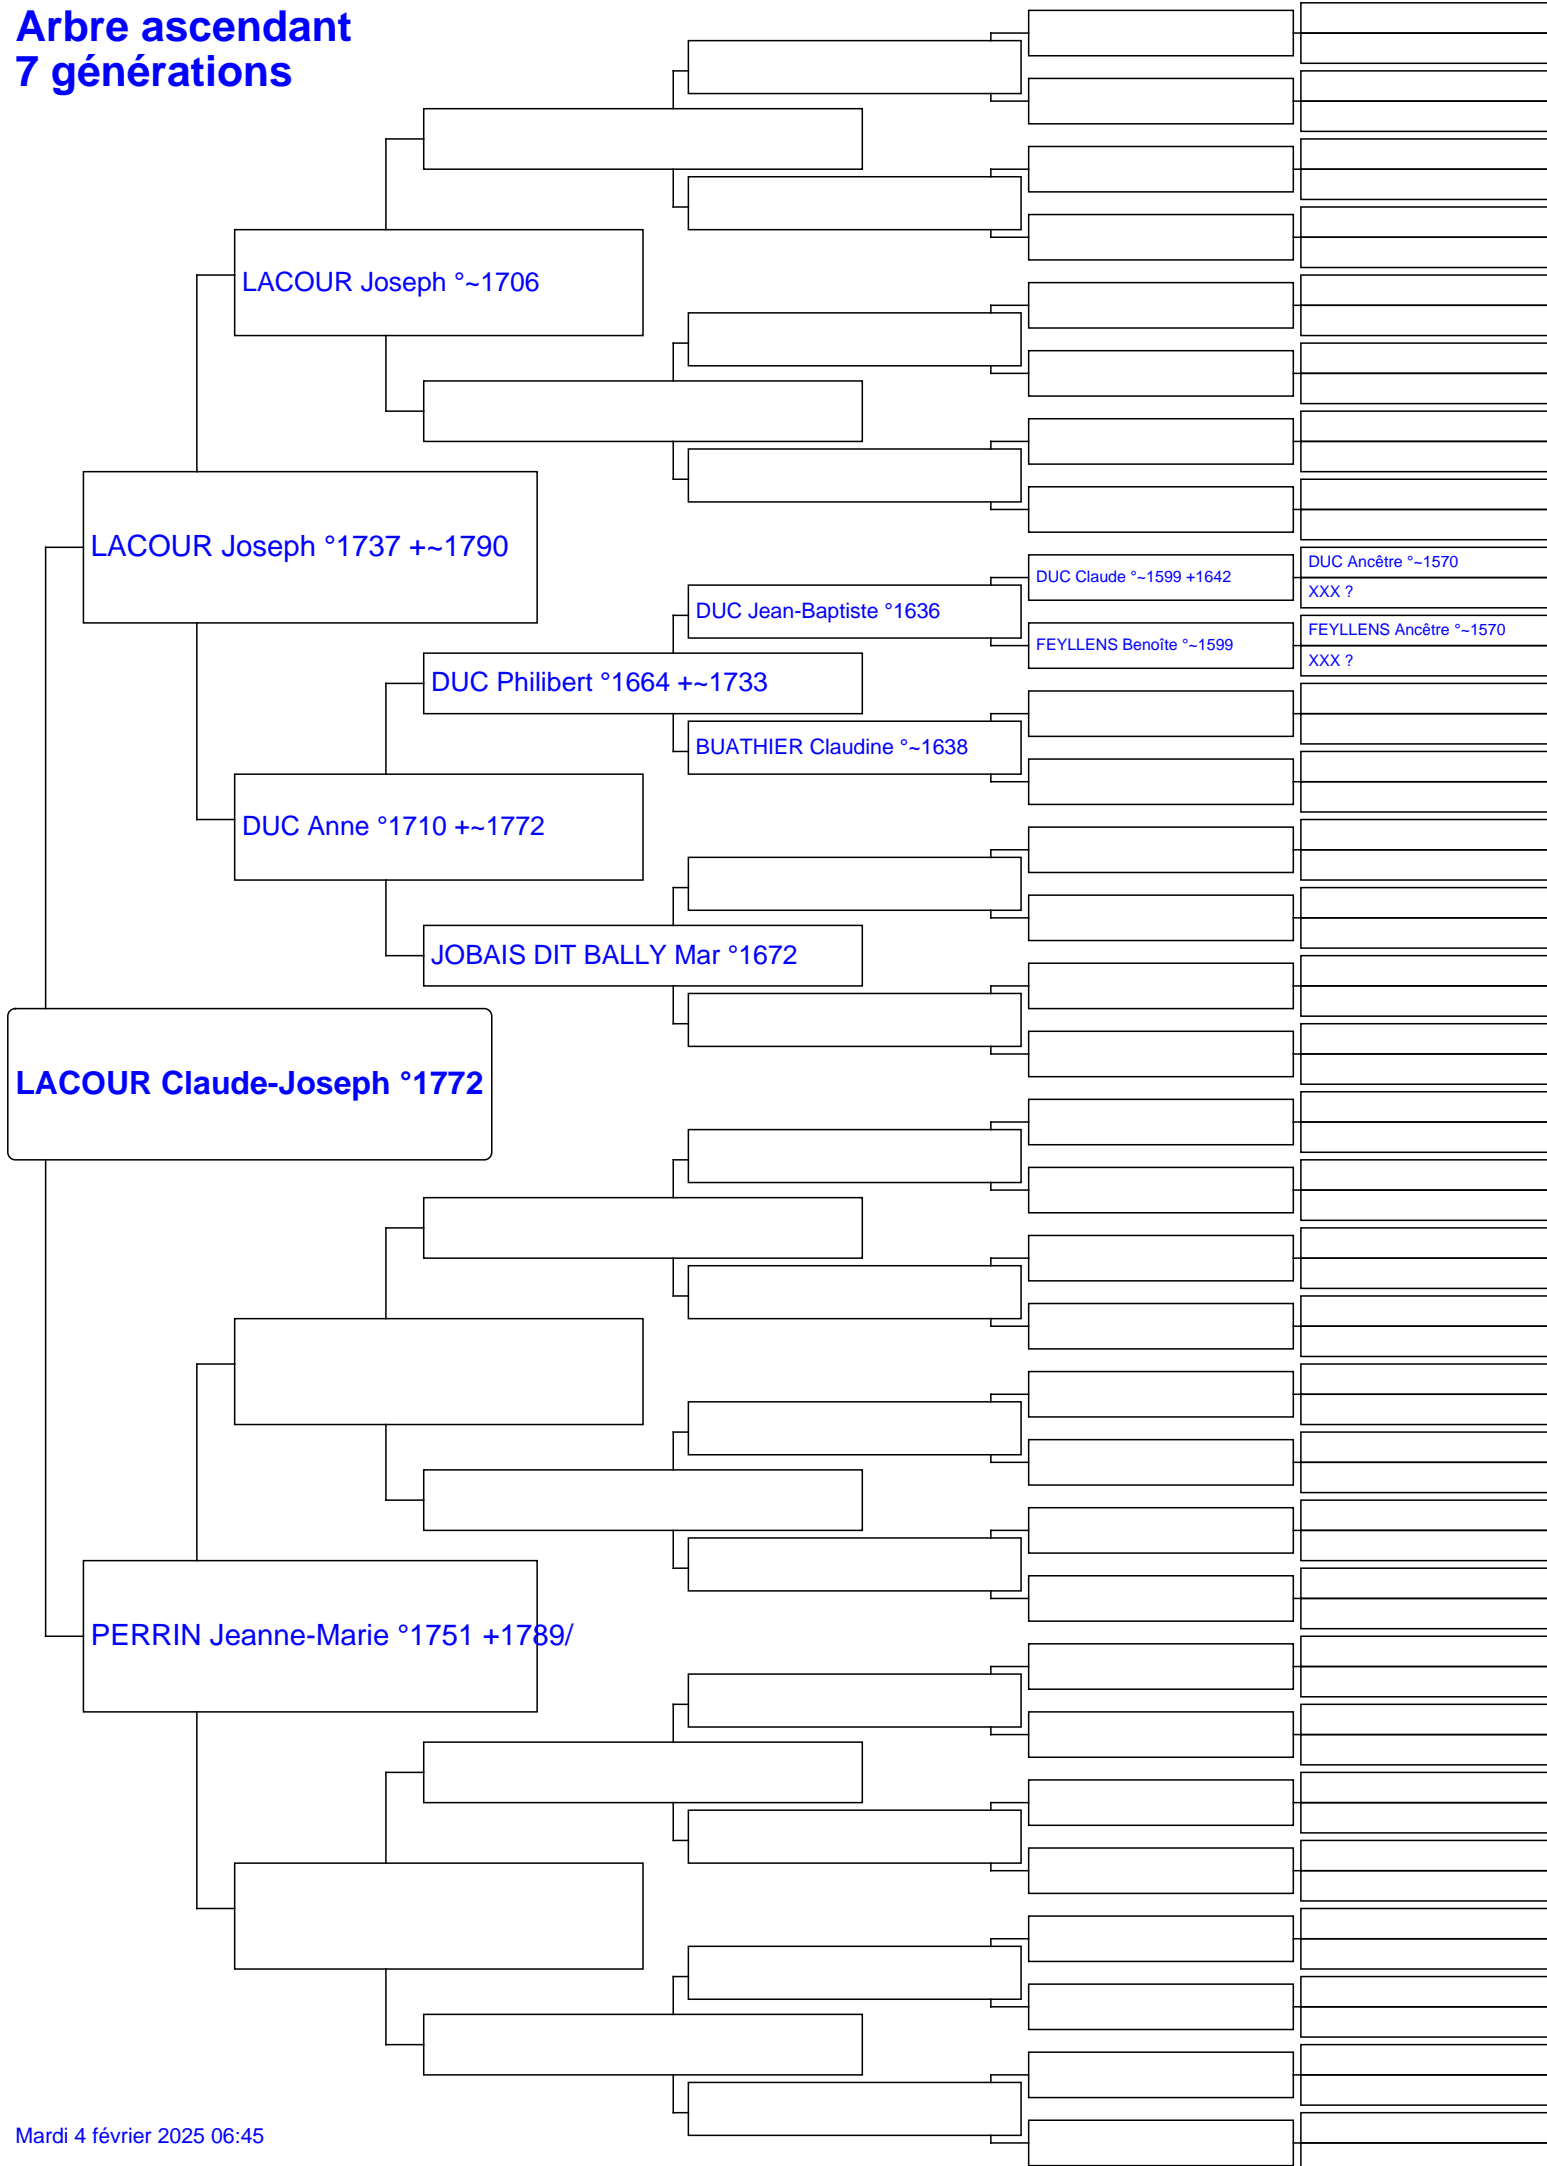 Arbre ascendant
7 générations
LACOUR Joseph °~1706
LACOUR Joseph °1737 +~1790
DUC Claude °~1599 +1642
DUC Ancêtre °~1570
XXX ?
DUC Jean-Baptiste °1636
FEYLLENS Benoîte °~1599
FEYLLENS Ancêtre °~1570
XXX ?
DUC Philibert °1664 +~1733
BUATHIER Claudine °~1638
DUC Anne °1710 +~1772
JOBAIS DIT BALLY Mar °1672
LACOUR Claude-Joseph °1772
PERRIN Jeanne-Marie °1751 +1789/
Mardi 4 février 2025 06:45